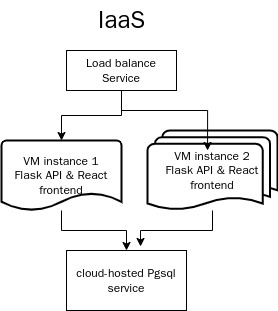 IaaS
Load balance
Service
VM instance 1
Flask API & React
frontend
VM instance 2
Flask API & React
frontend
cloud-hosted Pgsql
service